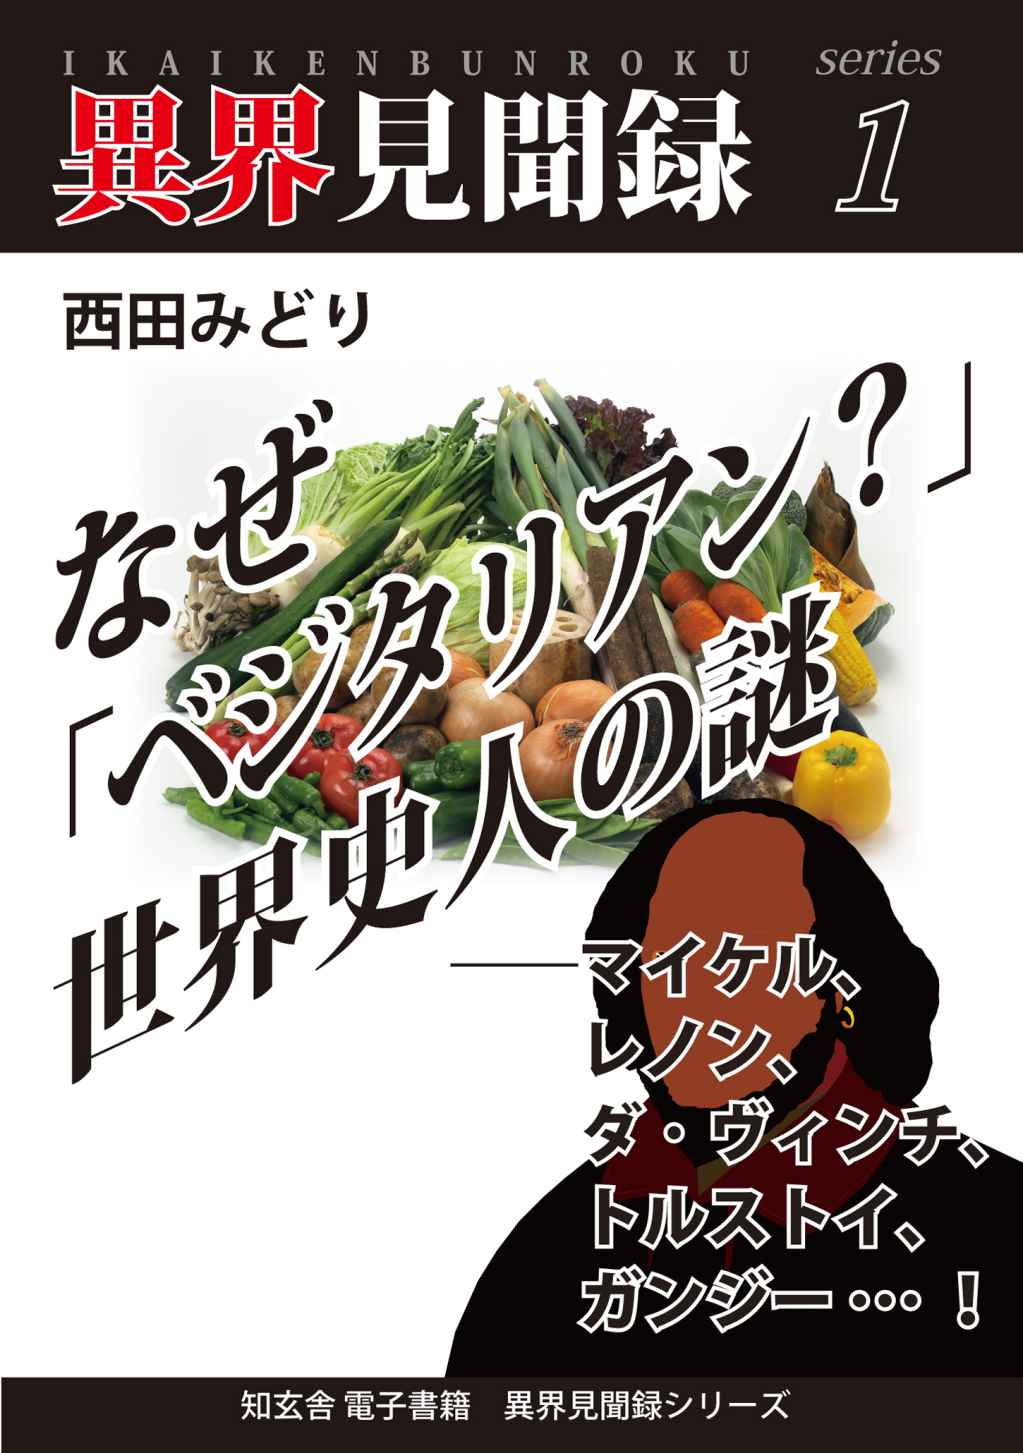 IKAIKENBUNROKU series
異界見聞録 1
西田みどり
なぜ
「ベジタリアン？」
世界史人の謎
――マイケル、
レノン、
ダ・ヴィンチ、
トルストイ、
ガンジー…！
知玄舎 電子書籍　異界見聞録シリーズ